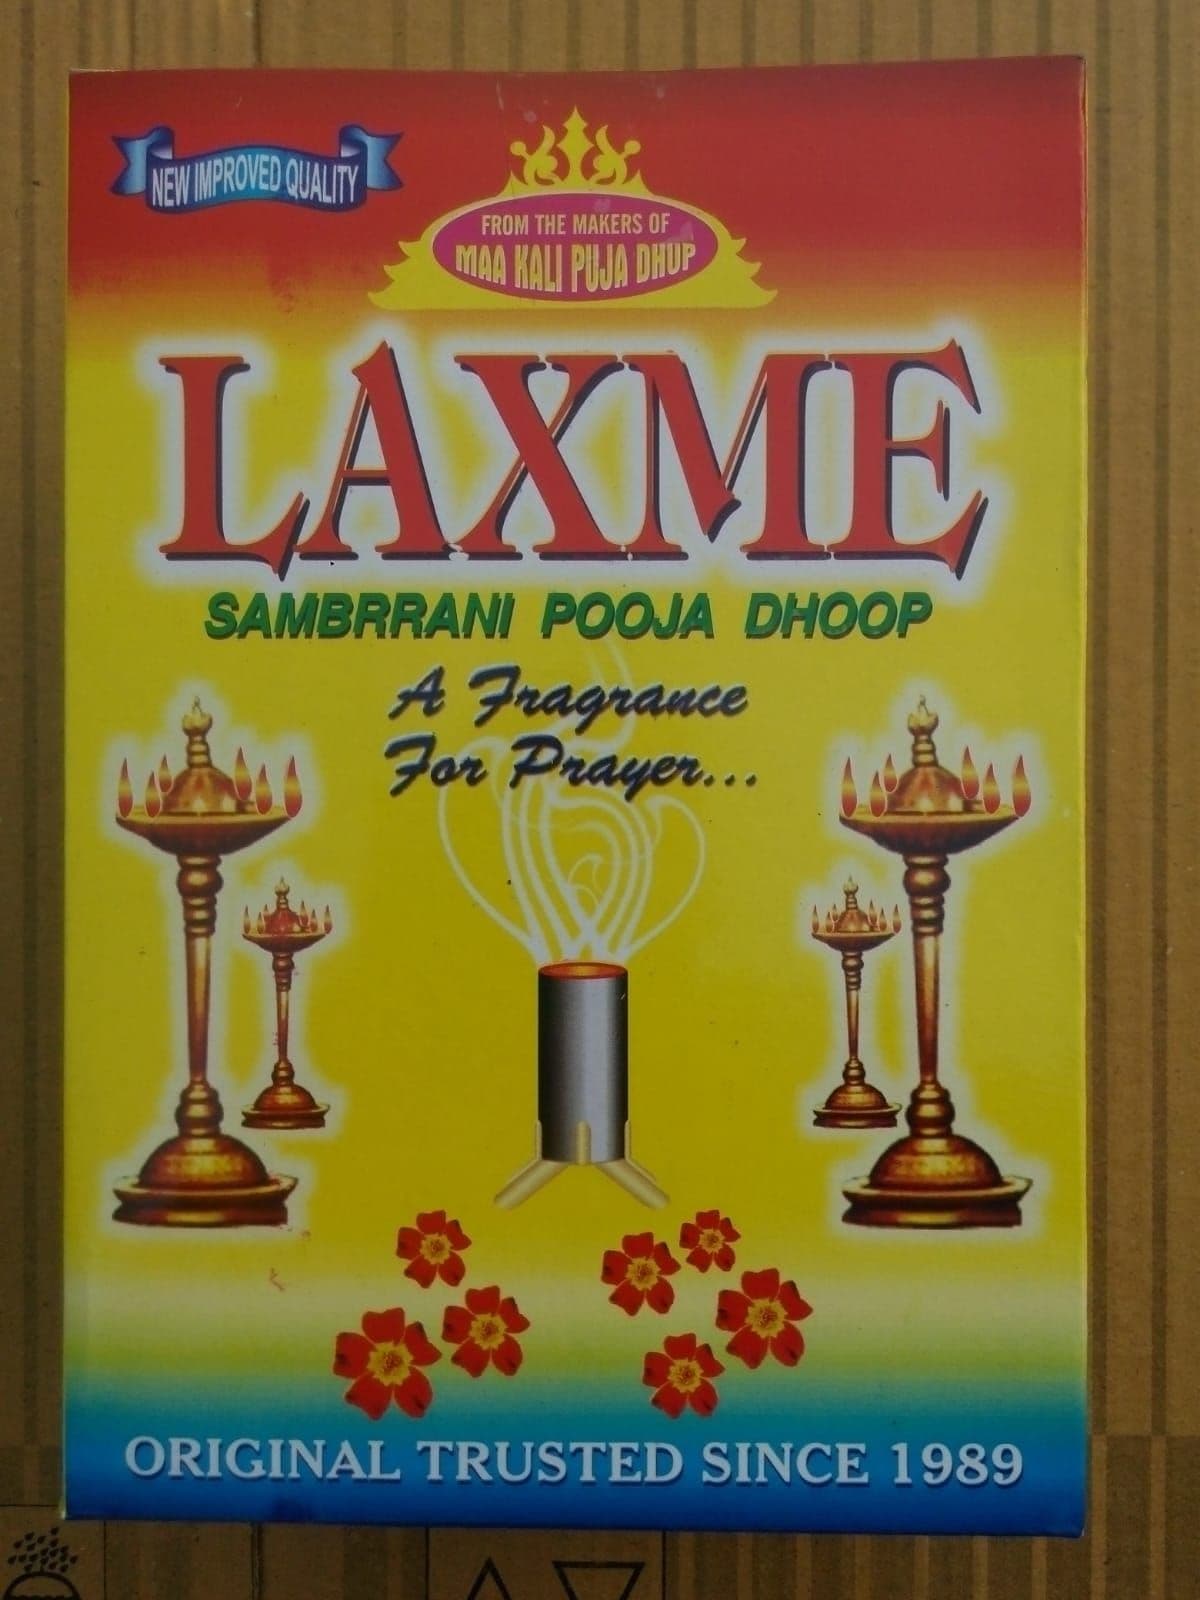 NEW IMPROVED QUALITY
FROM THE MAKERS OF
MAA KALI PUJA DHUP
LAXME
SAMBRRANI POOJA DHOOP
A Fragrance
For Prayer...
ORIGINAL TRUSTED SINCE 1989